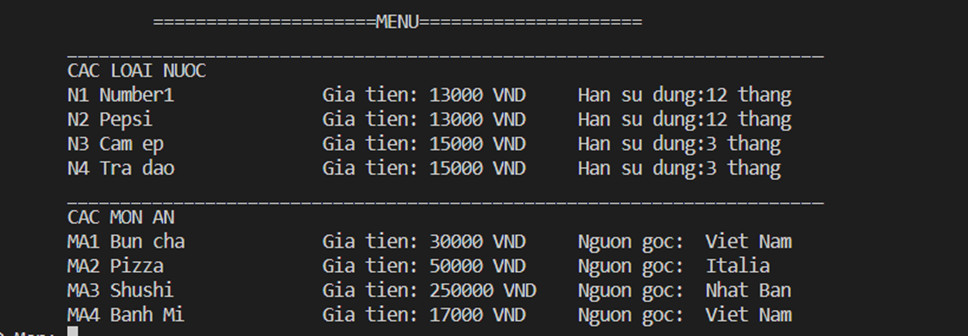 =====================MENU=====================
_______________________________________________________________________
CAC LOAI NUOC
N1 Number1 Gia tien: 13000 VND Han su dung:12 thang
N2 Pepsi Gia tien: 13000 VND Han su dung:12 thang
N3 Cam ep Gia tien: 15000 VND Han su dung:3 thang
N4 Tra dao Gia tien: 15000 VND Han su dung:3 thang
_______________________________________________________________________
CAC MON AN
MA1 Bun cha Gia tien: 30000 VND Nguon goc: Viet Nam
MA2 Pizza Gia tien: 50000 VND Nguon goc: Italia
MA3 Shushi Gia tien: 250000 VND Nguon goc: Nhat Ban
MA4 Banh Mi Gia tien: 17000 VND Nguon goc: Viet Nam